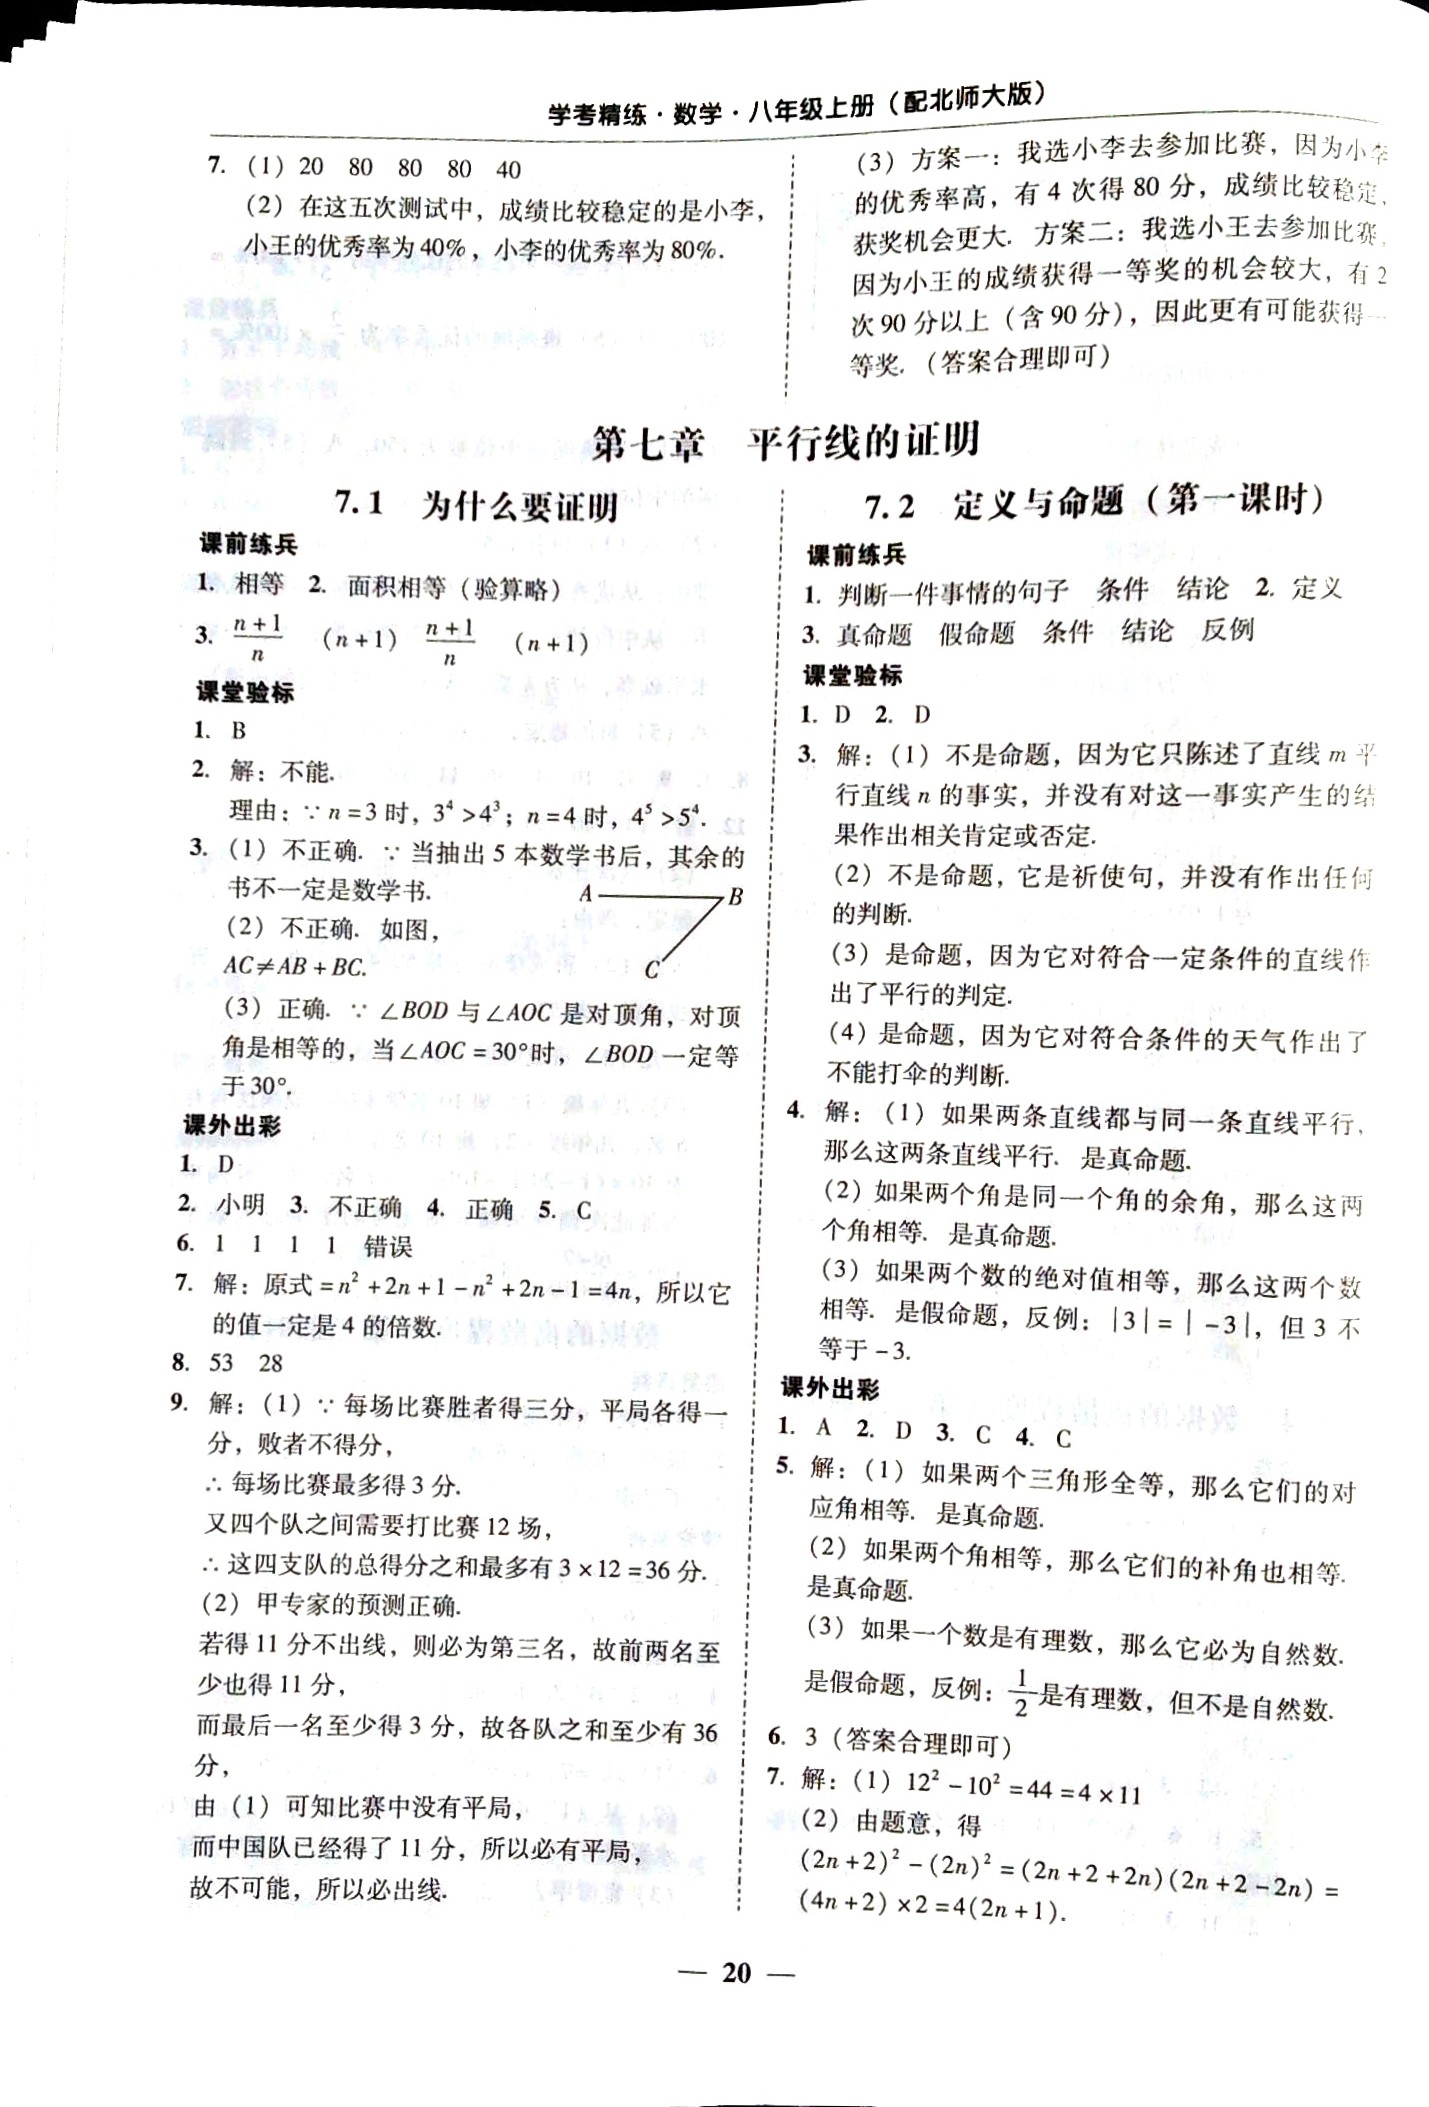 学考精练·数学·八年级上册（配北师大版）
7. （1）20 80 80 80 40
（2）在这五次测试中，成绩比较稳定的是小李，
小王的优秀率为40%，小李的优秀率为80%.
（3）方案一：我选小李去参加比赛，因为小李
的优秀率高，有 4 次得 80 分，成绩比较稳定，
获奖机会更大. 方案二：我选小王去参加比赛，
因为小王的成绩获得一等奖的机会较大，有 2
次 90 分以上（含 90 分），因此更有可能获得一
等奖.（答案合理即可）
第七章 平行线的证明
7.1 为什么要证明
课前练兵
1. 相等 2. 面积相等（验算略）
3. \frac{n+1}{n} （n+1） \frac{n+1}{n} （n+1）
课堂验标
1. B
2. 解：不能.
理由：∵n=3 时，3⁴>4³；n=4 时，4⁵>5⁴.
3. （1）不正确. ∵当抽出 5 本数学书后，其余的
书不一定是数学书.
（2）不正确. 如图，
AC≠AB+BC.
A B
C
（3）正确. ∵∠BOD 与∠AOC 是对顶角，对顶
角是相等的，当∠AOC=30°时，∠BOD 一定等
于 30°.
课外出彩
1. D
2. 小明 3. 不正确 4. 正确 5. C
6. 1 1 1 1 错误
7. 解：原式=n²+2n+1-n²+2n-1=4n，所以它
的值一定是 4 的倍数.
8. 53 28
9. 解：（1）∵每场比赛胜者得三分，平局各得一
分，败者不得分，
∴每场比赛最多得 3 分.
又四个队之间需要打比赛 12 场，
∴这四支队的总得分之和最多有 3×12=36 分.
（2）甲专家的预测正确.
若得 11 分不出线，则必为第三名，故前两名至
少也得 11 分，
而最后一名至少得 3 分，故各队之和至少有 36
分，
由（1）可知比赛中没有平局，
而中国队已经得了 11 分，所以必有平局，
故不可能，所以必出线.
7.2 定义与命题（第一课时）
课前练兵
1. 判断一件事情的句子 条件 结论 2. 定义
3. 真命题 假命题 条件 结论 反例
课堂验标
1. D 2. D
3. 解：（1）不是命题，因为它只陈述了直线 m 平
行直线 n 的事实，并没有对这一事实产生的结
果作出相关肯定或否定.
（2）不是命题，它是祈使句，并没有作出任何
的判断.
（3）是命题，因为它对符合一定条件的直线作
出了平行的判定.
（4）是命题，因为它对符合条件的天气作出了
不能打伞的判断.
4. 解：（1）如果两条直线都与同一条直线平行，
那么这两条直线平行. 是真命题.
（2）如果两个角是同一个角的余角，那么这两
个角相等. 是真命题.
（3）如果两个数的绝对值相等，那么这两个数
相等. 是假命题，反例：|3|=|-3|，但 3 不
等于-3.
课外出彩
1. A 2. D 3. C 4. C
5. 解：（1）如果两个三角形全等，那么它们的对
应角相等. 是真命题.
（2）如果两个角相等，那么它们的补角也相等.
是真命题.
（3）如果一个数是有理数，那么它必为自然数.
是假命题，反例：\frac{1}{2}是有理数，但不是自然数.
6. 3（答案合理即可）
7. 解：（1）12²-10²=44=4×11
（2）由题意，得
(2n+2)²-(2n)²=(2n+2+2n)(2n+2-2n)=
(4n+2)×2=4(2n+1).
— 20 —